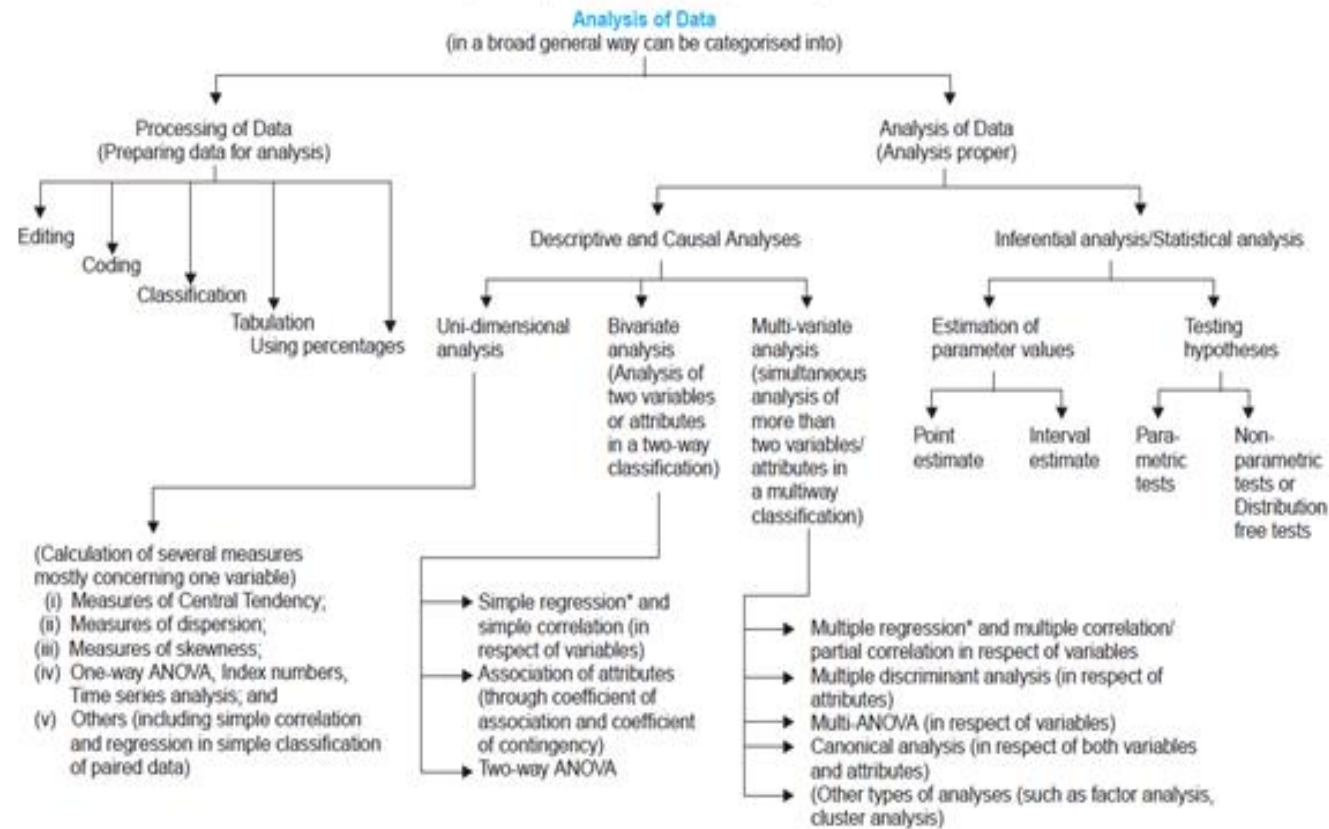 Analysis of Data
(in a broad general way can be categorised into)
Processing of Data
(Preparing data for analysis)
Analysis of Data
(Analysis proper)
Editing
Coding
Classification
Tabulation
Using percentages
Descriptive and Causal Analyses
Inferential analysis/Statistical analysis
Uni-dimensional
analysis
Bivariate
analysis
(Analysis of
two variables
or attributes
in a two-way
classification)
Multi-variate
analysis
(simultaneous
analysis of
more than
two variables/
attributes in
a multiway
classification)
Estimation of
parameter values
Testing
hypotheses
Point
estimate
Interval
estimate
Para-
metric
tests
Non-
parametric
tests or
Distribution
free tests
(Calculation of several measures
mostly concerning one variable)
(i) Measures of Central Tendency;
(ii) Measures of dispersion;
(iii) Measures of skewness;
(iv) One-way ANOVA, Index numbers,
Time series analysis; and
(v) Others (including simple correlation
and regression in simple classification
of paired data)
Simple regression* and
simple correlation (in
respect of variables)
Association of attributes
(through coefficient of
association and coefficient
of contingency)
Two-way ANOVA
Multiple regression* and multiple correlation/
partial correlation in respect of variables
Multiple discriminant analysis (in respect of
attributes)
Multi-ANOVA (in respect of variables)
Canonical analysis (in respect of both variables
and attributes)
(Other types of analyses (such as factor analysis,
cluster analysis)